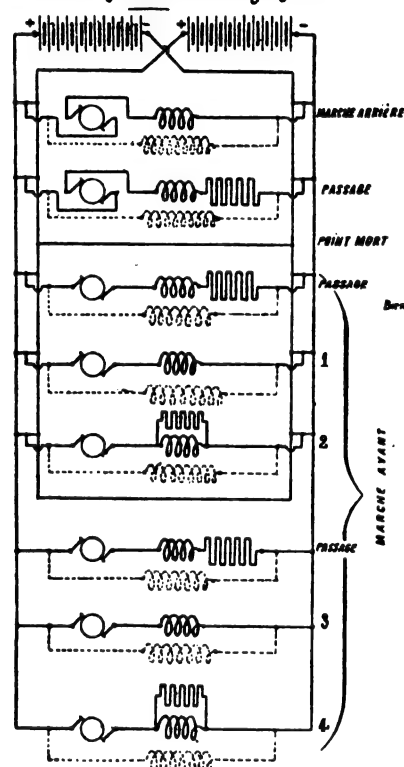 + - + -
MARCHE ARRIÈRE
PASSAGE
POINT MORT
PASSAGE
1
2
PASSAGE
3
4
MARCHE AVANT